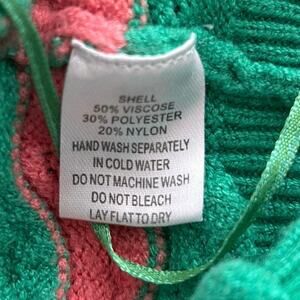 SHELL
50% VISCOSE
30% POLYESTER
20% NYLON
HAND WASH SEPARATELY
IN COLD WATER
DO NOT MACHINE WASH
DO NOT BLEACH
LAY FLAT TO DRY